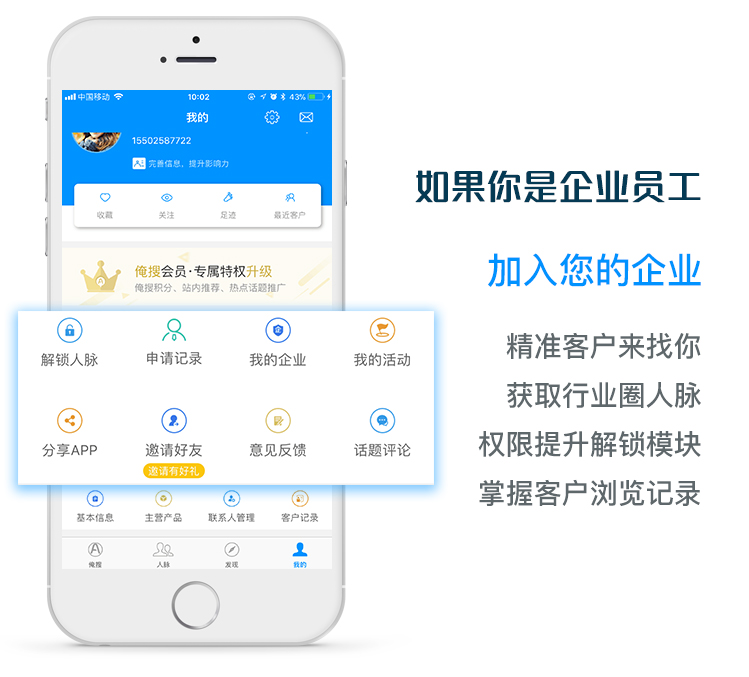 中国移动
10:02
43%
我的
15502587722
完善信息，提升影响力
收藏
关注
足迹
最近客户
俺搜会员·专属特权升级
俺搜积分、站内推荐、热点话题推广
解锁人脉
申请记录
我的企业
我的活动
分享APP
邀请好友
意见反馈
话题评论
邀请有好礼
基本信息
主营产品
联系人管理
客户记录
俺搜
人脉
发现
我的
如果你是企业员工
加入您的企业
精准客户来找你
获取行业圈人脉
权限提升解锁模块
掌握客户浏览记录